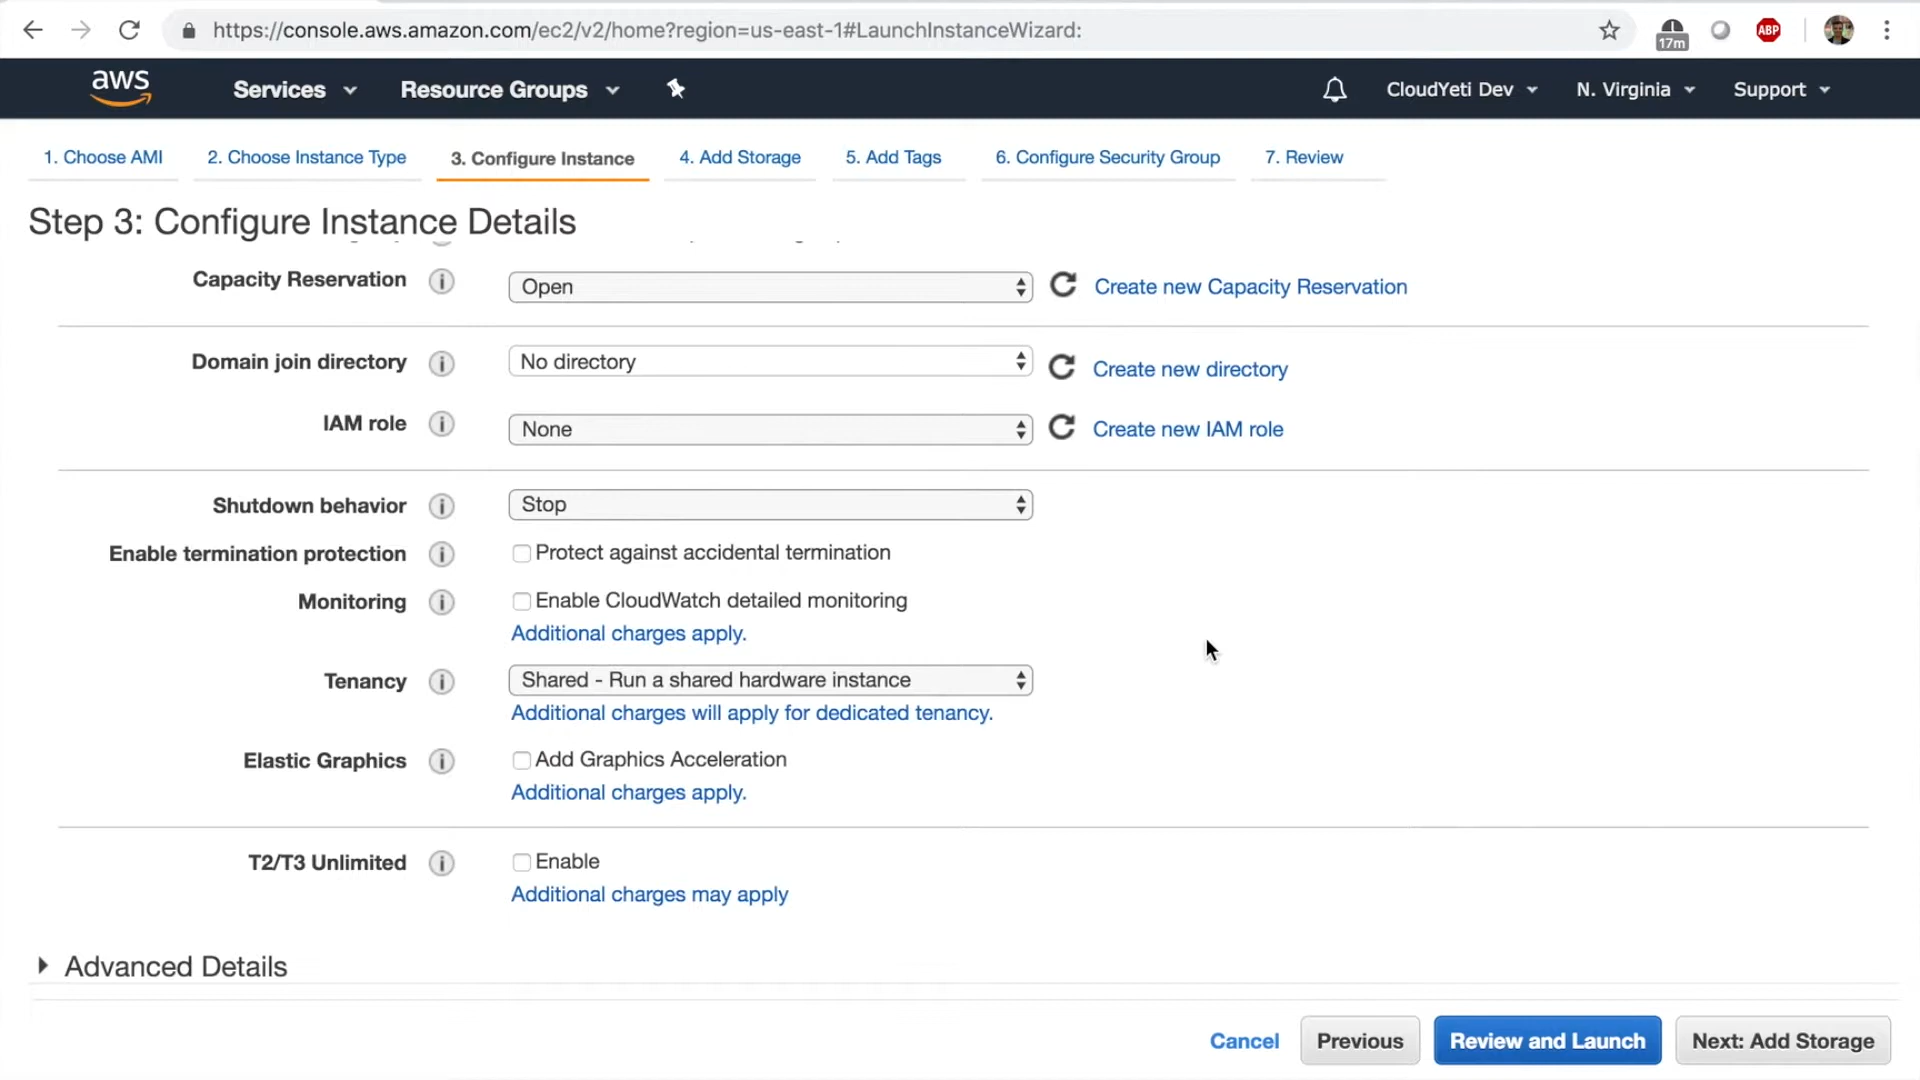 https://console.aws.amazon.com/ec2/v2/home?region=us-east-1#LaunchInstanceWizard:
17m
ABP
aws
Services
Resource Groups
CloudYeti Dev
N. Virginia
Support
1. Choose AMI
2. Choose Instance Type
3. Configure Instance
4. Add Storage
5. Add Tags
6. Configure Security Group
7. Review
Step 3: Configure Instance Details
Capacity Reservation
Open
Create new Capacity Reservation
Domain join directory
No directory
Create new directory
IAM role
None
Create new IAM role
Shutdown behavior
Stop
Enable termination protection
Protect against accidental termination
Monitoring
Enable CloudWatch detailed monitoring
Additional charges apply.
Tenancy
Shared - Run a shared hardware instance
Additional charges will apply for dedicated tenancy.
Elastic Graphics
Add Graphics Acceleration
Additional charges apply.
T2/T3 Unlimited
Enable
Additional charges may apply
Advanced Details
Cancel
Previous
Review and Launch
Next: Add Storage